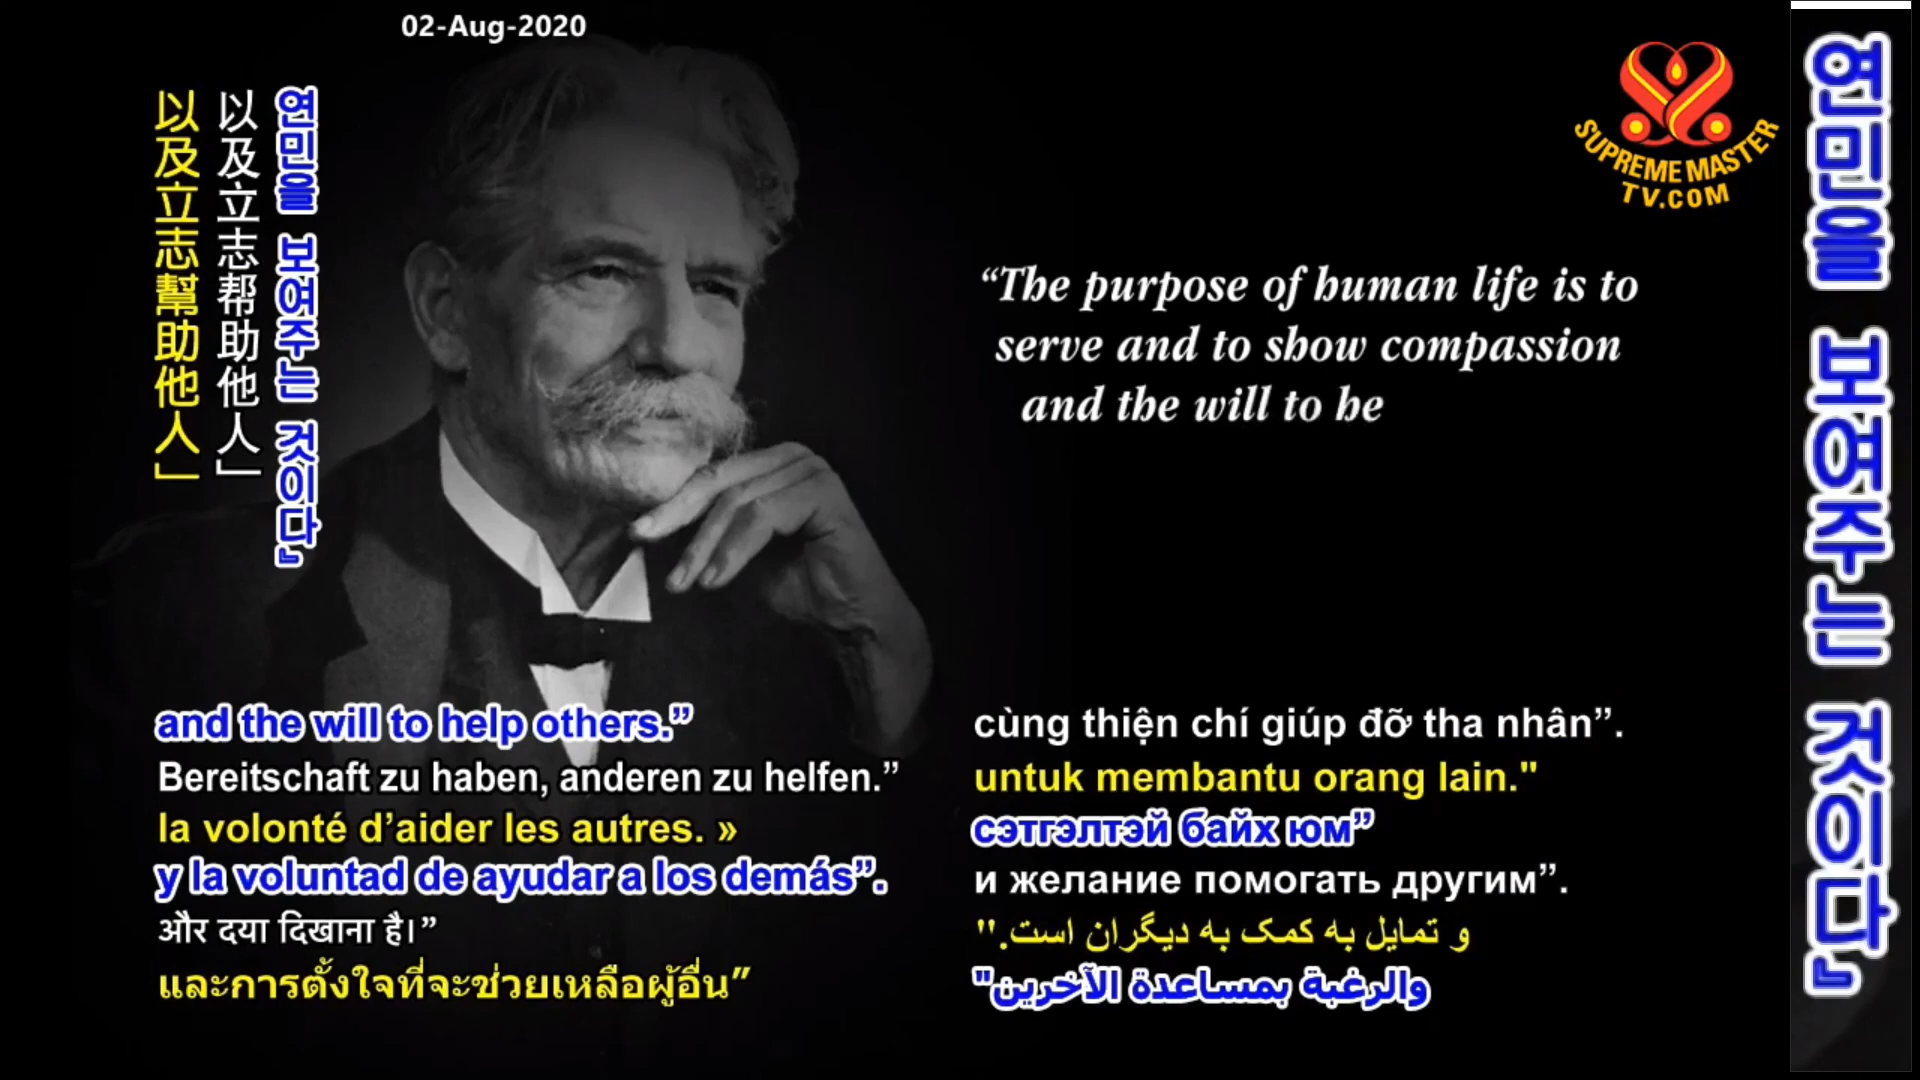 02-Aug-2020
SUPREME MASTER
TV.COM
연민을 보여주는 것이다』
以及立志帮助他人」
以及立志幫助他人」
“The purpose of human life is to
serve and to show compassion
and the will to he
and the will to help others.”
Bereitschaft zu haben, anderen zu helfen.”
la volonté d’aider les autres. »
y la voluntad de ayudar a los demás”.
और दया दिखाना है।”
และการตั้งใจที่จะช่วยเหลือผู้อื่น”
cùng thiện chí giúp đỡ tha nhân”.
untuk membantu orang lain."
сэтгэлтэй байх юм”
и желание помогать другим”.
و تمایل به کمک به دیگران است."
والرغبة بمساعدة الآخرين"
연민을 보여주는 것이다』